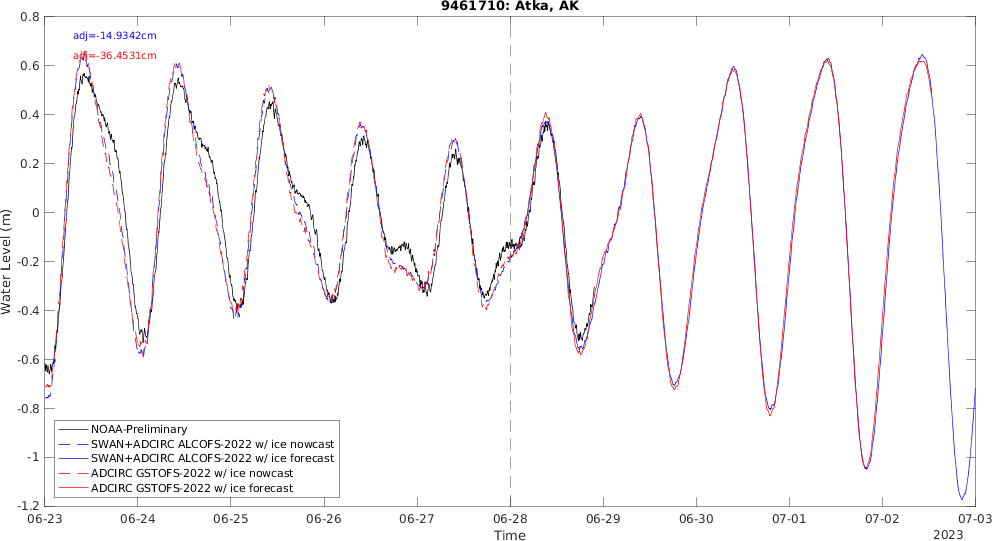 9461710: Atka, AK
adj=-14.9342cm
adj=-36.4531cm
Water Level (m)
0.8
0.6
0.4
0.2
0
-0.2
-0.4
-0.6
-0.8
-1
-1.2
NOAA-Preliminary
SWAN+ADCIRC ALCOFS-2022 w/ ice nowcast
SWAN+ADCIRC ALCOFS-2022 w/ ice forecast
ADCIRC GSTOFS-2022 w/ ice nowcast
ADCIRC GSTOFS-2022 w/ ice forecast
06-23 06-24 06-25 06-26 06-27 06-28 06-29 06-30 07-01 07-02 07-03
Time
2023